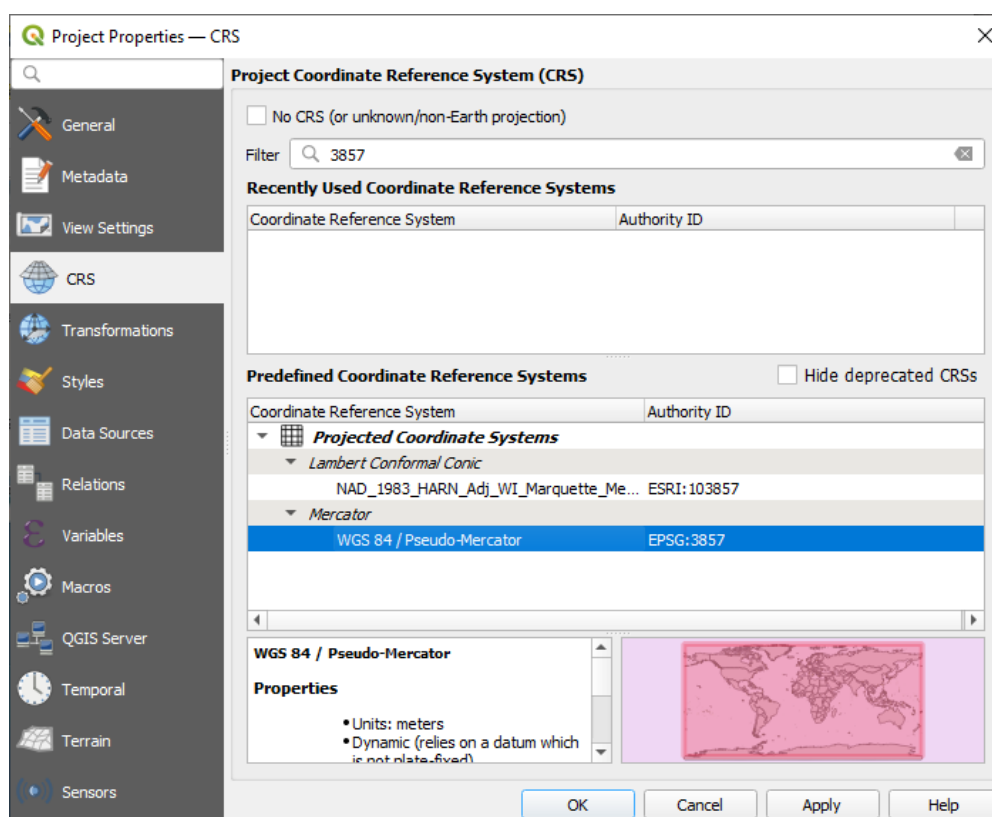 Project Properties — CRS
Project Coordinate Reference System (CRS)
General
Metadata
View Settings
CRS
Transformations
Styles
Data Sources
Relations
Variables
Macros
QGIS Server
Temporal
Terrain
Sensors
No CRS (or unknown/non-Earth projection)
Filter 3857
Recently Used Coordinate Reference Systems
Coordinate Reference System Authority ID
Predefined Coordinate Reference Systems Hide deprecated CRSs
Coordinate Reference System Authority ID
Projected Coordinate Systems
Lambert Conformal Conic
NAD_1983_HARN_Adj_WI_Marquette_Me... ESRI:103857
Mercator
WGS 84 / Pseudo-Mercator EPSG:3857
WGS 84 / Pseudo-Mercator
Properties
•Units: meters
•Dynamic (relies on a datum which
is not plate-fixed)
OK Cancel Apply Help